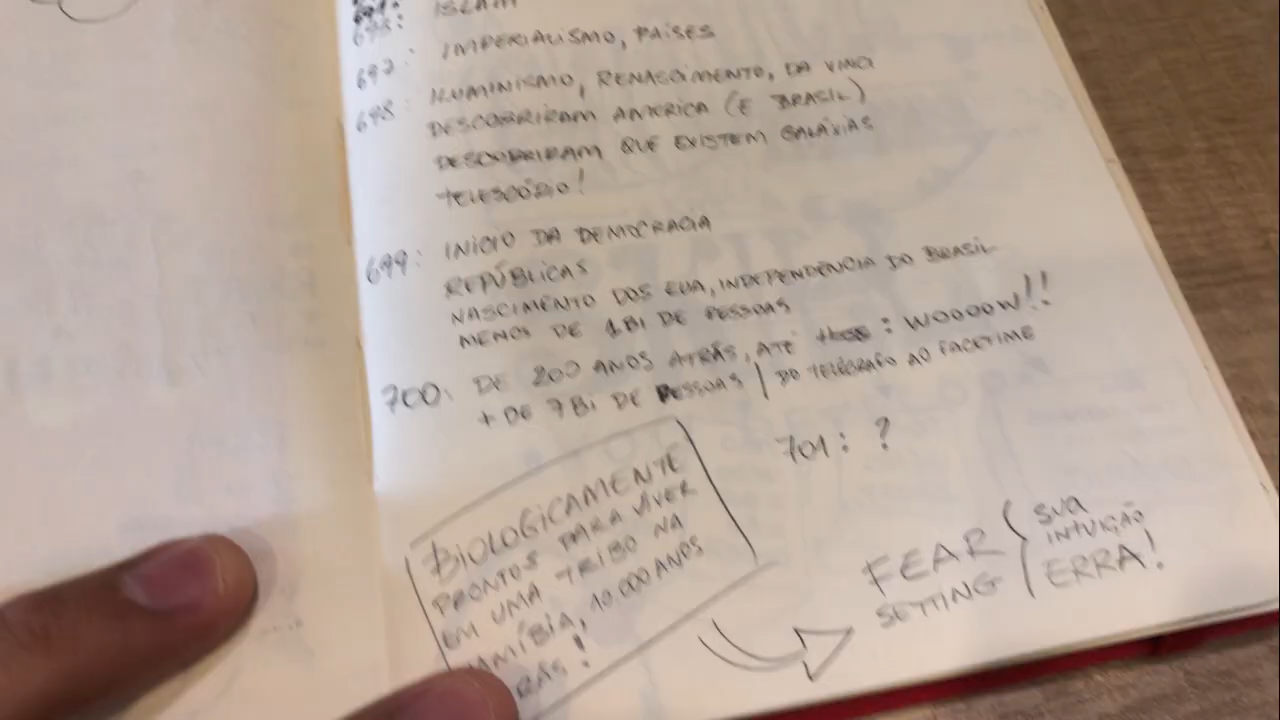 695: ISLAM
697: IMPERIALISMO, PAÍSES
698: ILUMINISMO, RENASCIMENTO, DA VINCI
DESCOBRIRAM AMERICA (E BRASIL)
DESCOBRIRAM QUE EXISTEM GALÁXIAS
TELESCÓPIO!
699: INÍCIO DA DEMOCRACIA
REPÚBLICAS
NASCIMENTO DOS EUA, INDEPENDÊNCIA DO BRASIL
MENOS DE 1BI DE PESSOAS
700: DE 200 ANOS ATRÁS, ATÉ : WOOOOW!!
+ DE 7BI DE PESSOAS | DO TELÉGRAFO AO FACETIME
701: ?
BIOLOGICAMENTE
PRONTOS PARA VIVER
EM UMA TRIBO NA
NAMÍBIA, 10.000 ANOS
RÁS!
FEAR
SETTING
SUA
INTUIÇÃO
ERRA!